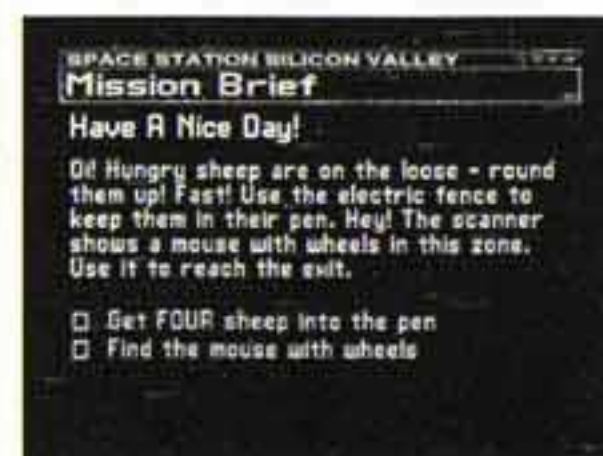 SPACE STATION SILICON VALLEY
Mission Brief
Have A Nice Day!
Oi! Hungry sheep are on the loose - round
them up! Fast! Use the electric fence to
keep them in their pen. Hey! The scanner
shows a mouse with wheels in this zone.
Use it to reach the exit.
Get FOUR sheep into the pen
Find the mouse with wheels